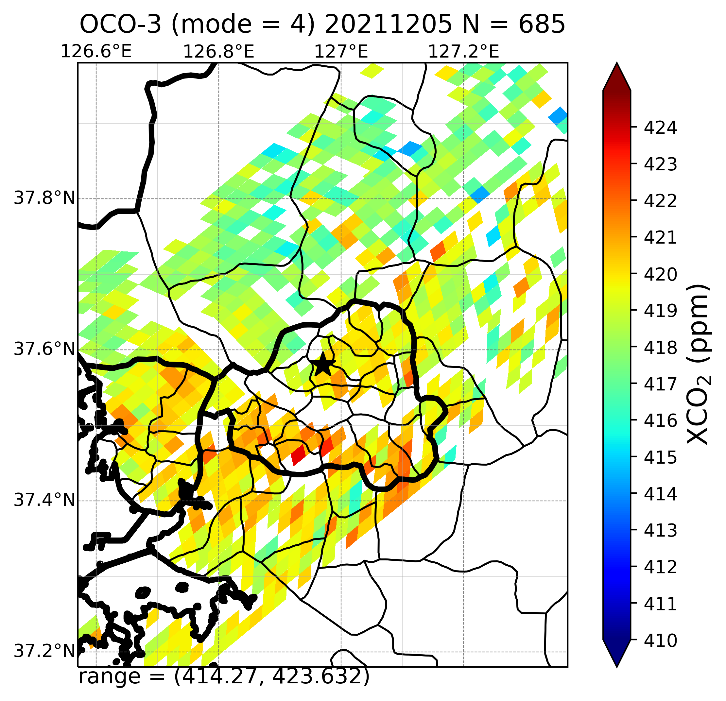 OCO-3 (mode = 4) 20211205 N = 685
126.6°E 126.8°E 127°E 127.2°E
37.8°N
37.6°N
37.4°N
37.2°N
range = (414.27, 423.632)
424
423
422
421
420
419
418
417
416
415
414
413
412
411
410
XCO₂ (ppm)